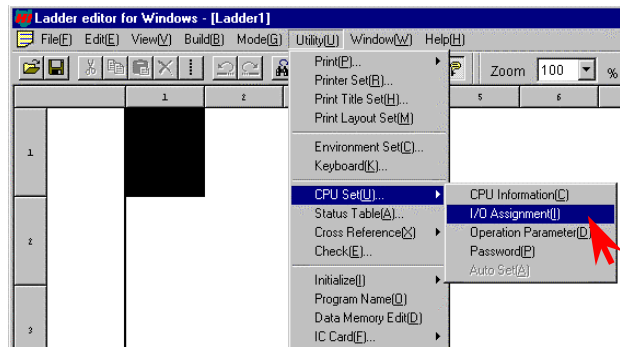 Ladder editor for Windows - [Ladder1]
File(F) Edit(E) View(V) Build(B) Mode(G) Utility(U) Window(W) Help(H)
Zoom 100 %
1 2 5 6
Print(P)...
Printer Set(R)...
Print Title Set(H)...
Print Layout Set(M)
1
Environment Set(C)...
Keyboard(K)...
CPU Set(U)... CPU Information(C)
Status Table(A)... I/O Assignment(I)
Cross Reference(X) Operation Parameter(D)
2
Check(E)... Password(P)
Auto Set(A)
Initialize(I)
Program Name(O)
Data Memory Edit(D)
3
IC Card(F)...